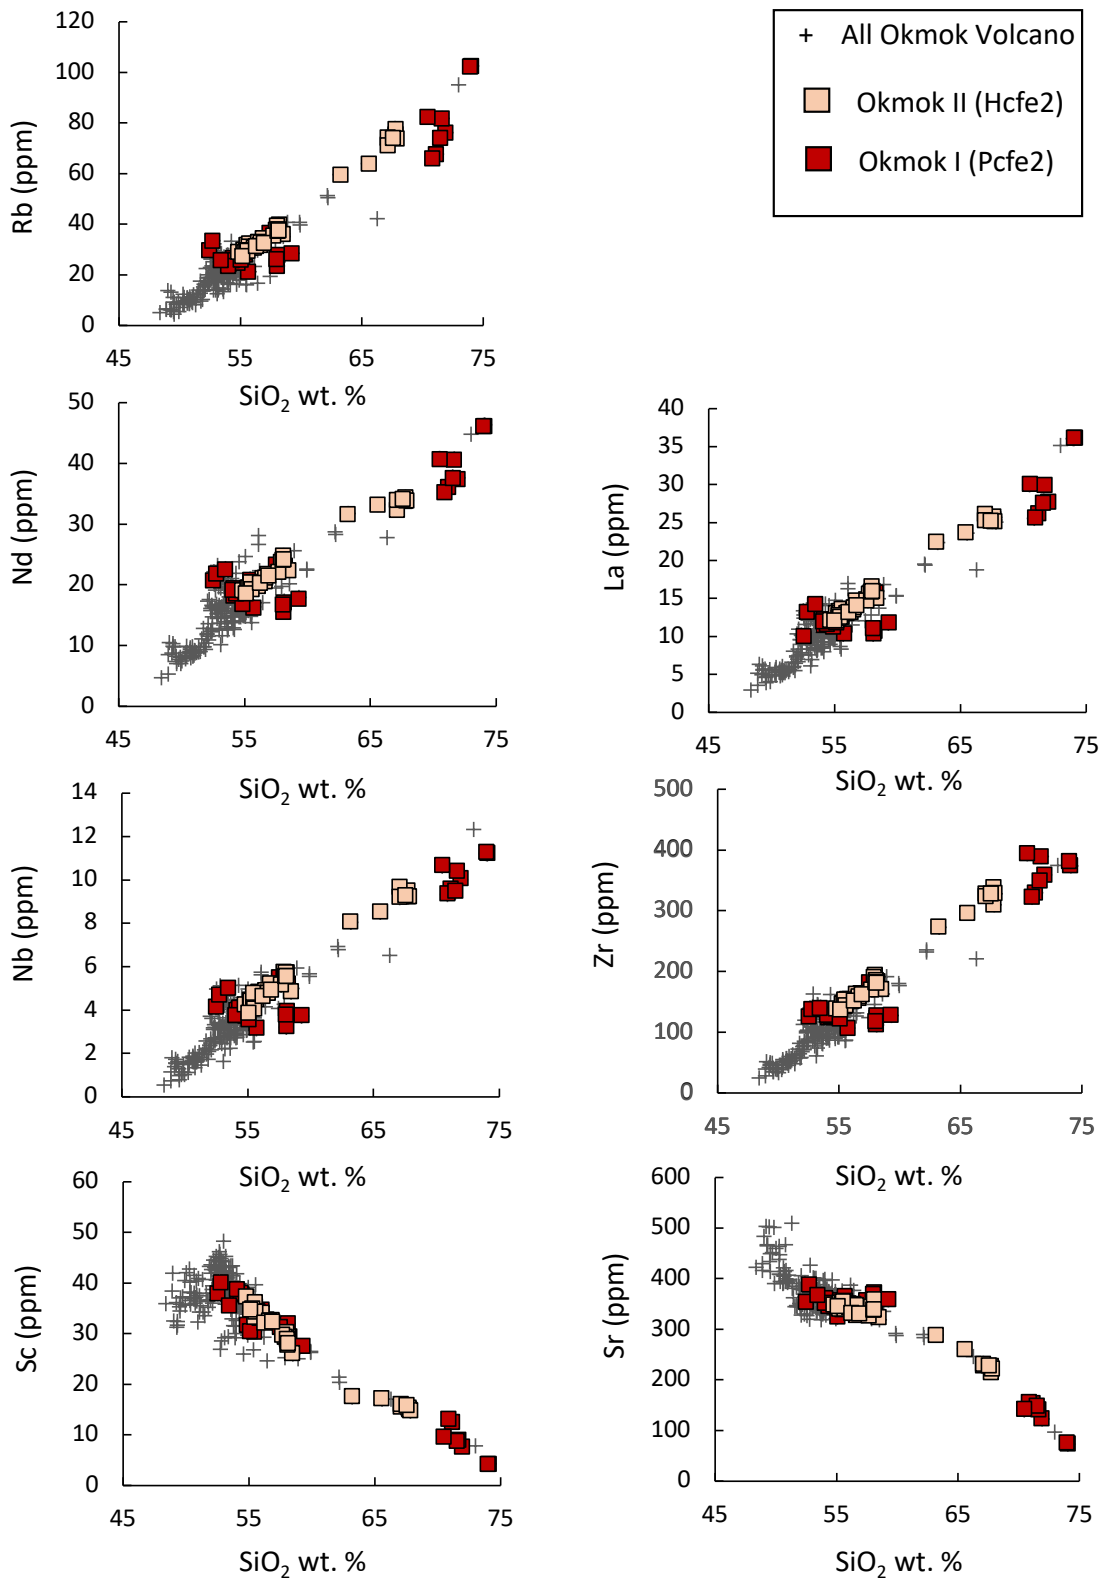 + All Okmok Volcano
Okmok II (Hcfe2)
Okmok I (Pcfe2)
Rb (ppm)
120
100
80
60
40
20
0
45 55 65 75
SiO₂ wt. %
Nd (ppm)
50
40
30
20
10
0
45 55 65 75
SiO₂ wt. %
La (ppm)
40
35
30
25
20
15
10
5
0
45 55 65 75
SiO₂ wt. %
Nb (ppm)
14
12
10
8
6
4
2
0
45 55 65 75
SiO₂ wt. %
Zr (ppm)
500
400
300
200
100
0
45 55 65 75
SiO₂ wt. %
Sc (ppm)
60
50
40
30
20
10
0
45 55 65 75
SiO₂ wt. %
Sr (ppm)
600
500
400
300
200
100
0
45 55 65 75
SiO₂ wt. %